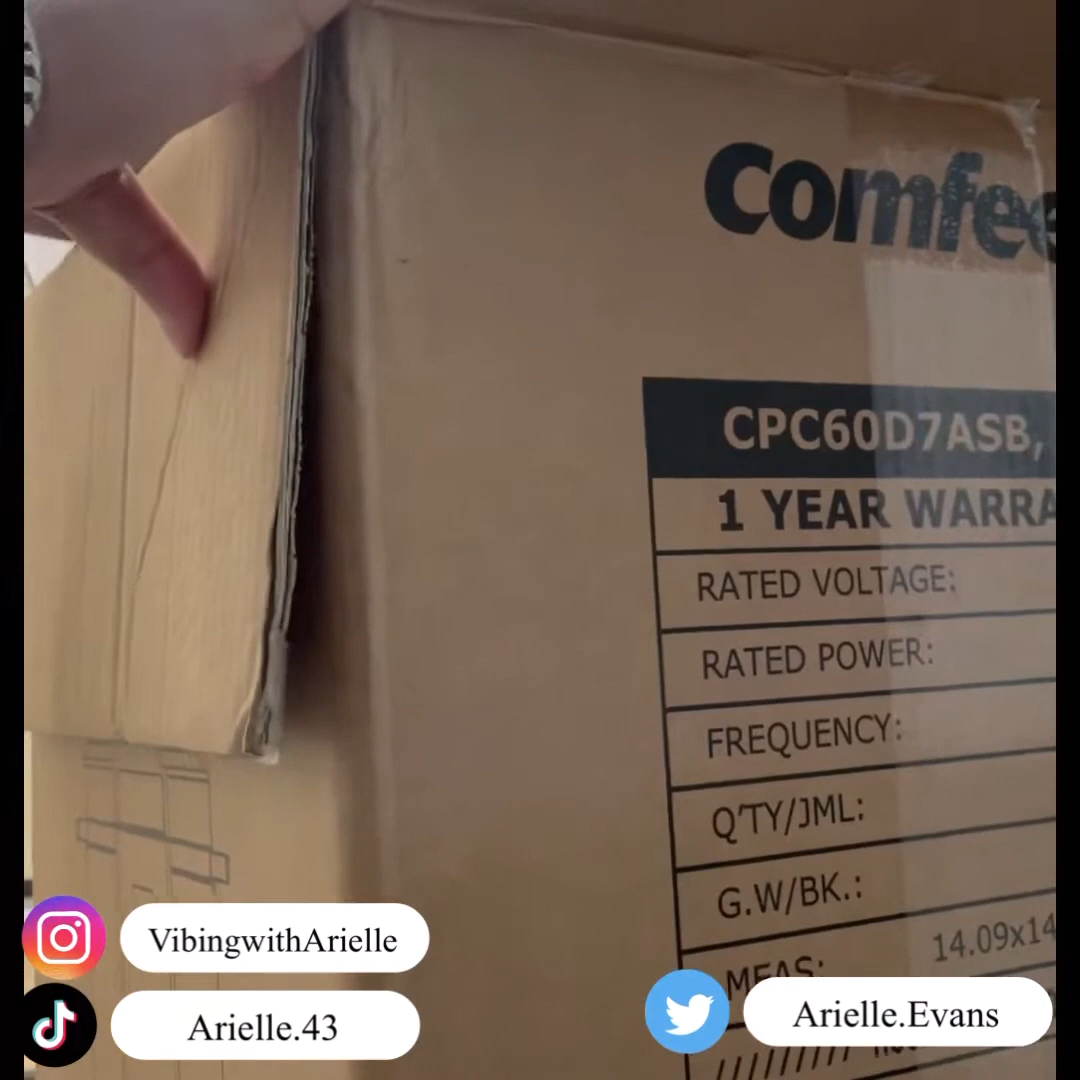 Comfee
CPC60D7ASB,
1 YEAR WARRA
RATED VOLTAGE:
RATED POWER:
FREQUENCY:
Q'TY/JML:
G.W/BK.:
MEAS: 14.09x14
VibingwithArielle
Arielle.43
Arielle.Evans